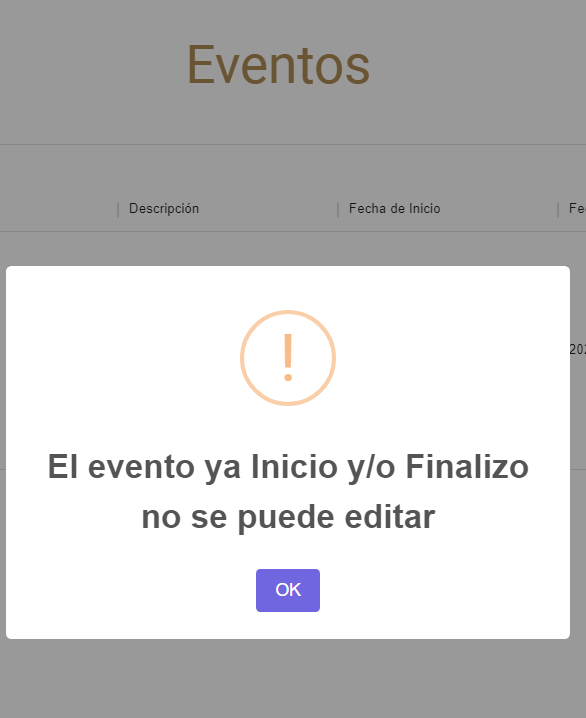 Eventos
Descripción
Fecha de Inicio
El evento ya Inicio y/o Finalizo
no se puede editar
OK